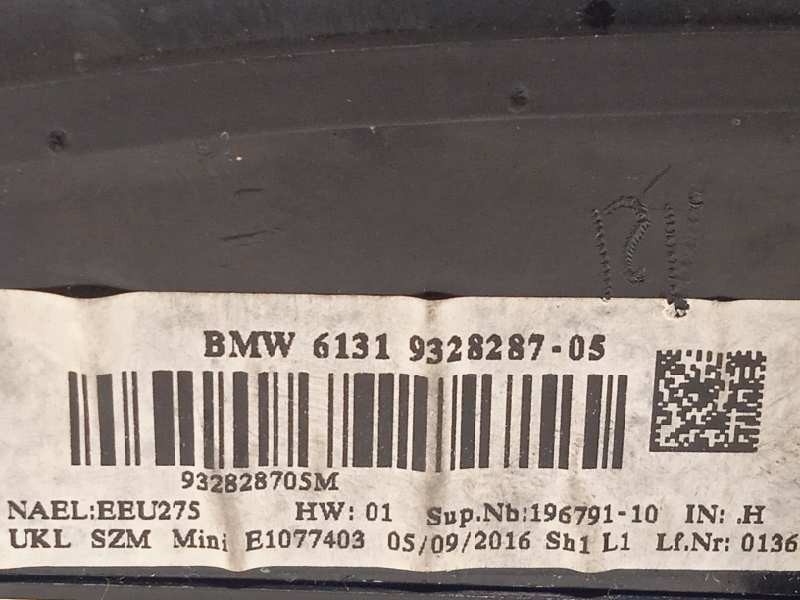 BMW 6131 9328287-05
932828705M
NAEL:EEU275 HW: 01 Sup.Nb:196791-10 IN: .H
UKL SZM Mini E1077403 05/09/2016 Sh1 L1 Lf.Nr: 0136